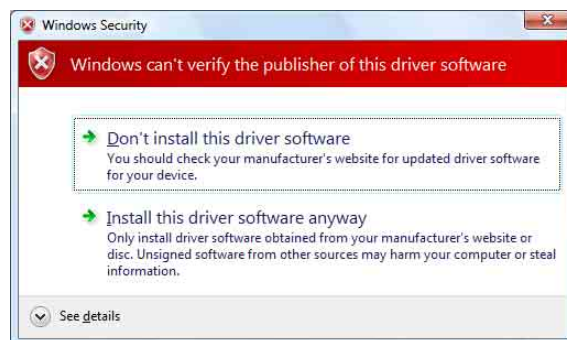 Windows Security
Windows can't verify the publisher of this driver software
Don't install this driver software
You should check your manufacturer's website for updated driver software
for your device.
Install this driver software anyway
Only install driver software obtained from your manufacturer's website or
disc. Unsigned software from other sources may harm your computer or steal
information.
See details